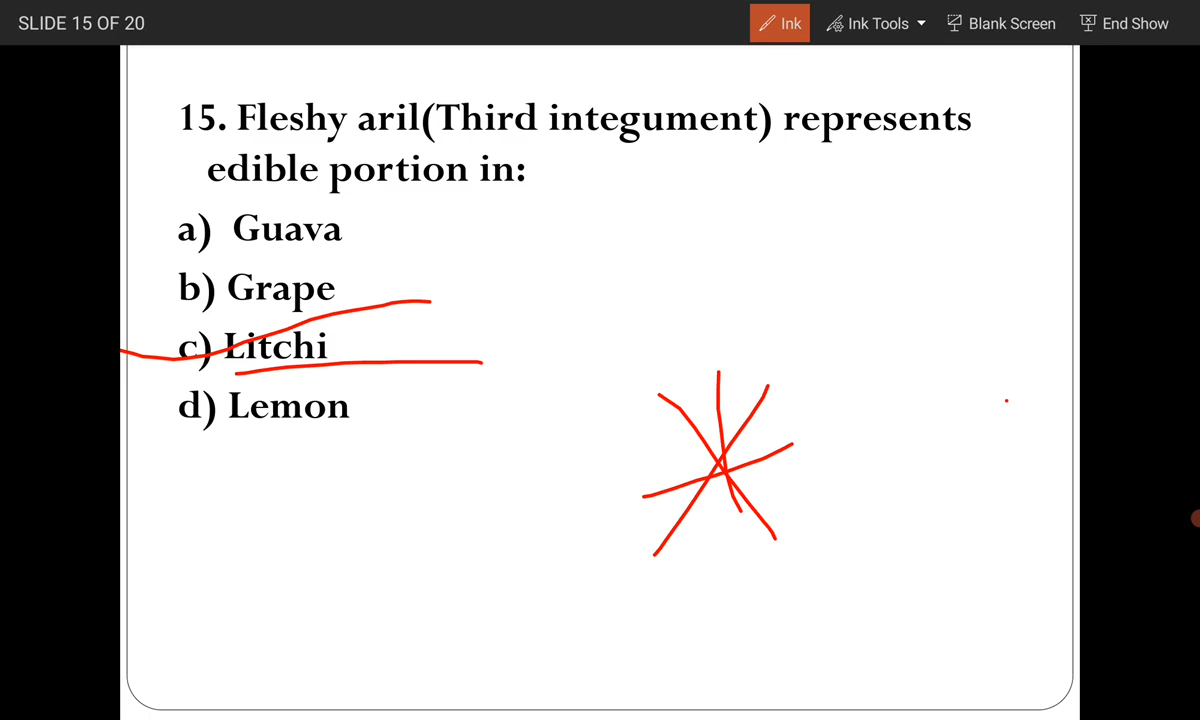 SLIDE 15 OF 20
Ink Ink Tools Blank Screen End Show
15. Fleshy aril(Third integument) represents
edible portion in:
a) Guava
b) Grape
c) Litchi
d) Lemon